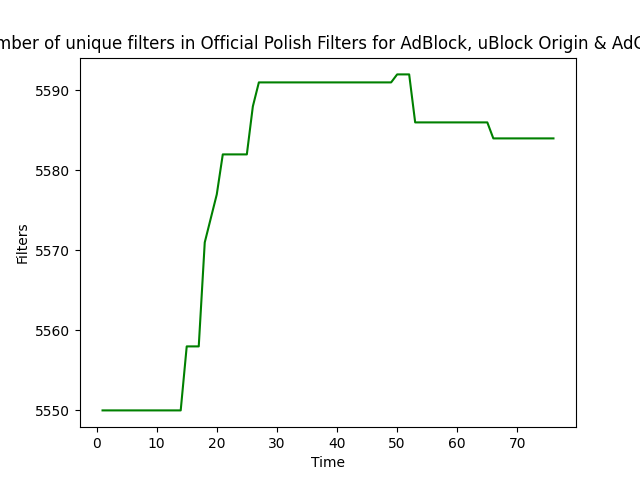 mber of unique filters in Official Polish Filters for AdBlock, uBlock Origin & AdG
5590
5580
5570
5560
5550
Filters
0 10 20 30 40 50 60 70
Time